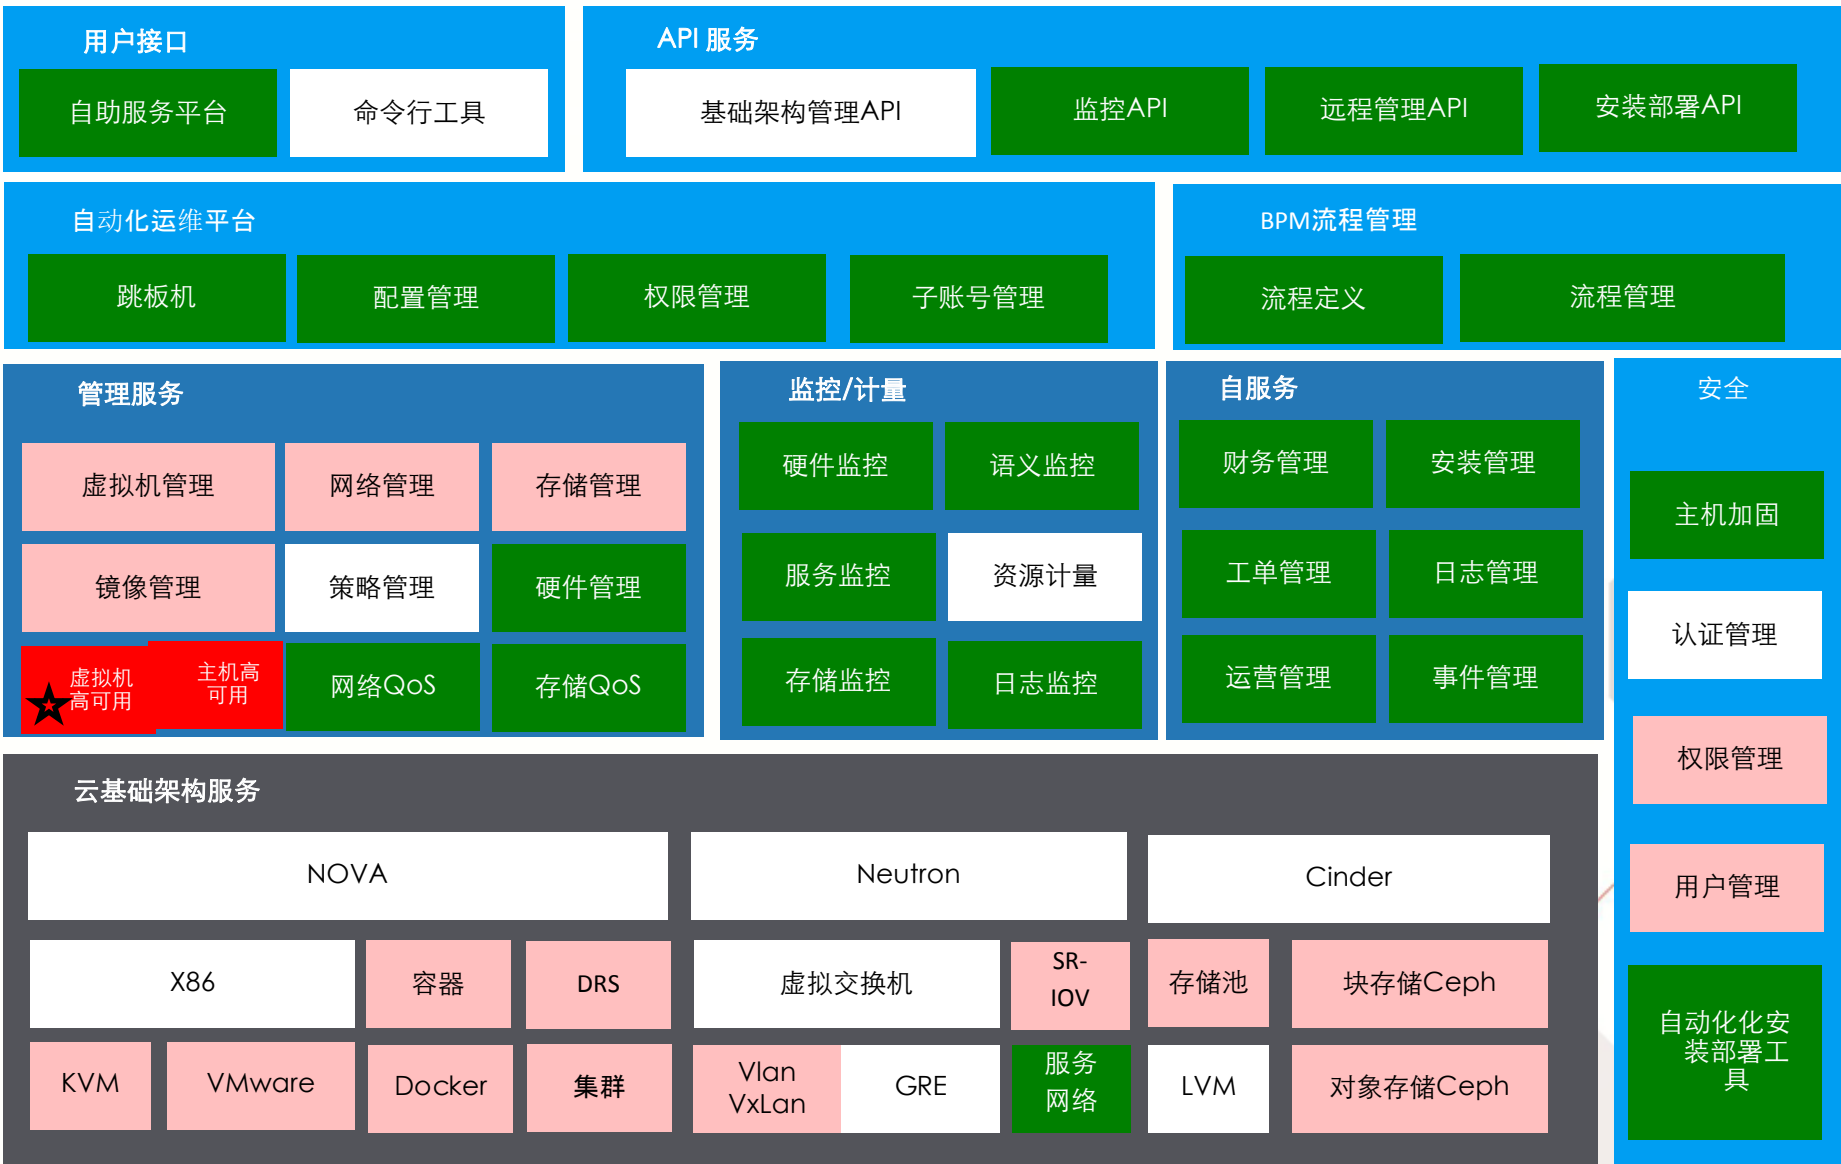 用户接口
自助服务平台
命令行工具
API 服务
基础架构管理API
监控API
远程管理API
安装部署API
自动化运维平台
跳板机
配置管理
权限管理
子账号管理
BPM流程管理
流程定义
流程管理
管理服务
虚拟机管理
网络管理
存储管理
镜像管理
策略管理
硬件管理
虚拟机
高可用
主机高
可用
网络QoS
存储QoS
监控/计量
硬件监控
语义监控
服务监控
资源计量
存储监控
日志监控
自服务
财务管理
安装管理
工单管理
日志管理
运营管理
事件管理
安全
主机加固
认证管理
权限管理
用户管理
自动化化安
装部署工
具
云基础架构服务
NOVA
Neutron
Cinder
X86
容器
DRS
虚拟交换机
SR-
IOV
存储池
块存储Ceph
KVM
VMware
Docker
集群
Vlan
VxLan
GRE
服务
网络
LVM
对象存储Ceph